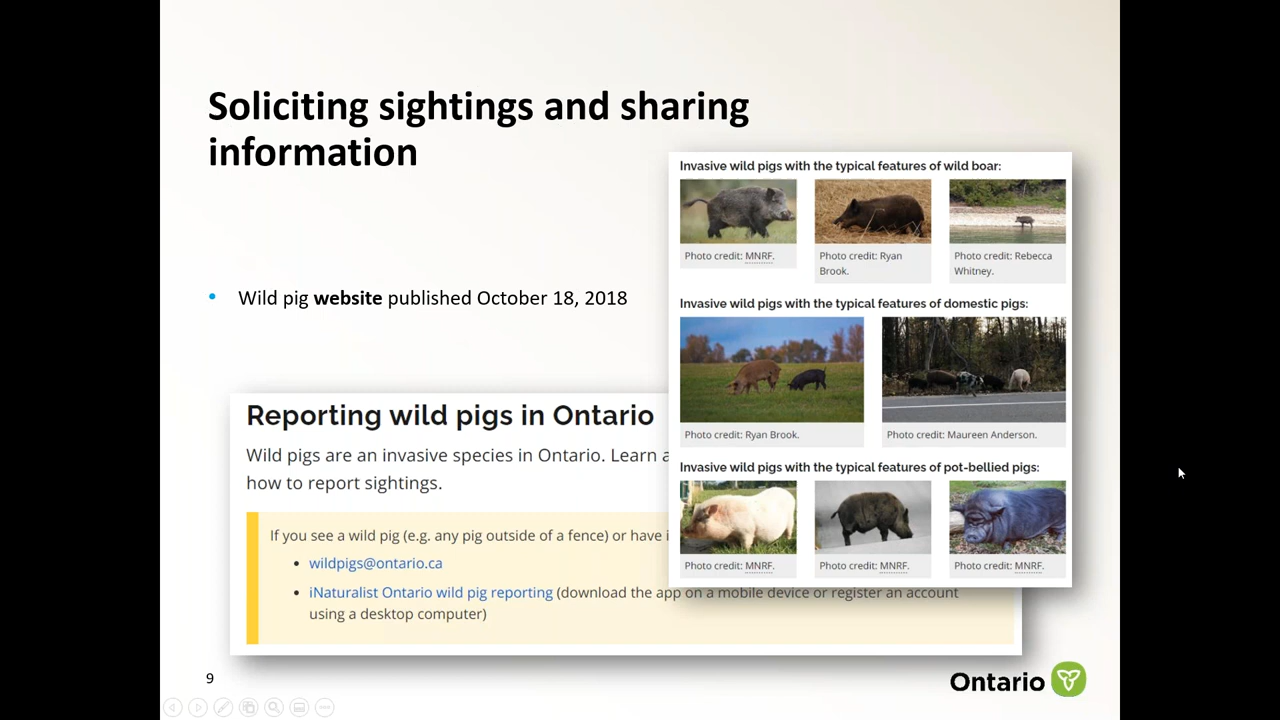 Soliciting sightings and sharing
information
• Wild pig website published October 18, 2018
Reporting wild pigs in Ontario
Wild pigs are an invasive species in Ontario. Learn
how to report sightings.
If you see a wild pig (e.g. any pig outside of a fence) or have
• wildpigs@ontario.ca
• iNaturalist Ontario wild pig reporting (download the app on a mobile device or register an account
using a desktop computer)
Invasive wild pigs with the typical features of wild boar:
Photo credit: MNRF.
Photo credit: Ryan
Brook.
Photo credit: Rebecca
Whitney.
Invasive wild pigs with the typical features of domestic pigs:
Photo credit: Ryan Brook.
Photo credit: Maureen Anderson.
Invasive wild pigs with the typical features of pot-bellied pigs:
Photo credit: MNRF.
Photo credit: MNRF.
Photo credit: MNRF.
9
Ontario